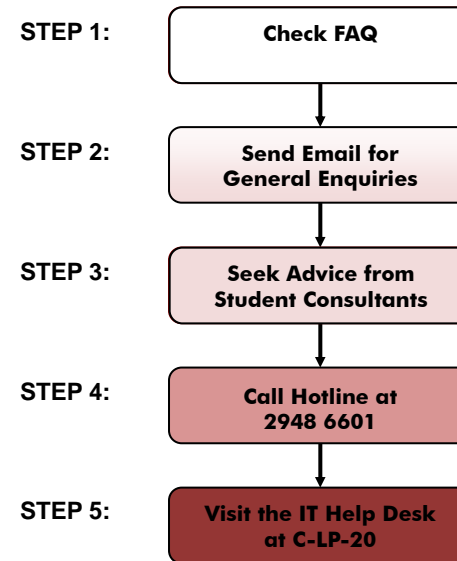 STEP 1:
Check FAQ
STEP 2:
Send Email for
General Enquiries
STEP 3:
Seek Advice from
Student Consultants
STEP 4:
Call Hotline at
2948 6601
STEP 5:
Visit the IT Help Desk
at C-LP-20